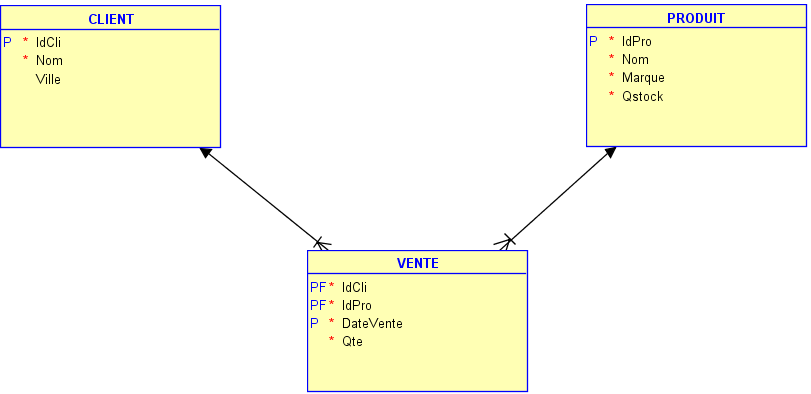 CLIENT
P * IdCli
* Nom
Ville
PRODUIT
P * IdPro
* Nom
* Marque
* Qstock
VENTE
PF * IdCli
PF * IdPro
P * DateVente
* Qte